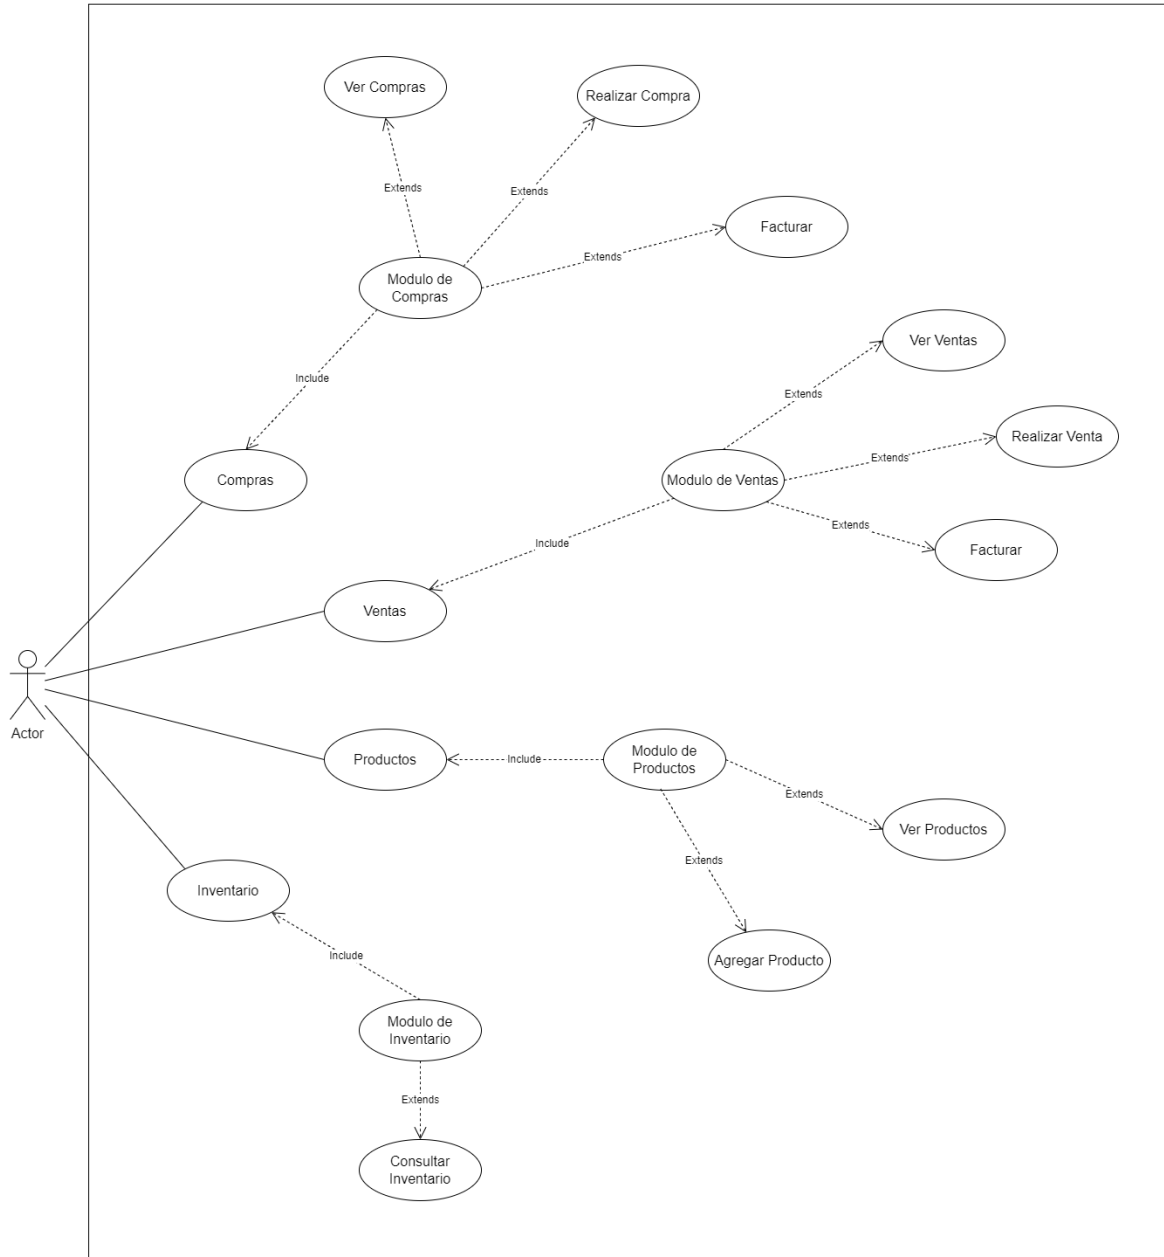 Ver Compras
Realizar Compra
Extends
Extends
Facturar
Extends
Modulo de
Compras
Ver Ventas
Include
Extends
Realizar Venta
Extends
Compras
Modulo de Ventas
Extends
Include
Facturar
Ventas
Actor
Productos
Include
Modulo de
Productos
Extends
Ver Productos
Extends
Inventario
Include
Agregar Producto
Modulo de
Inventario
Extends
Consultar
Inventario